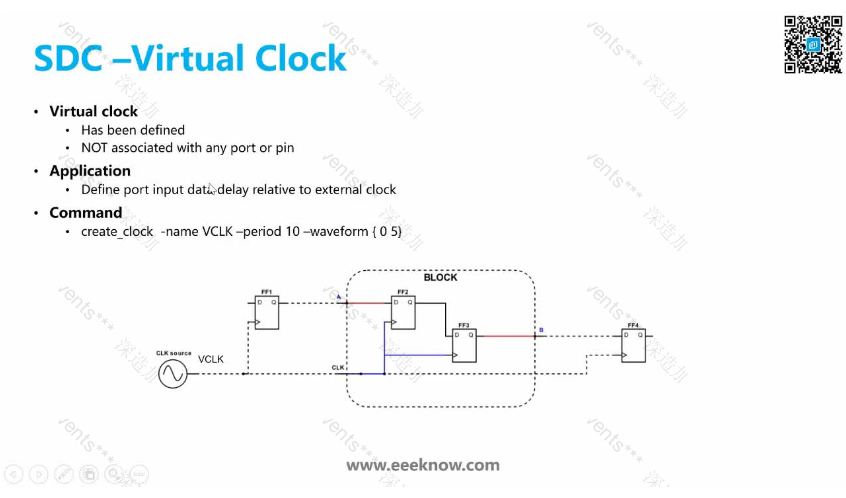 SDC –Virtual Clock
• Virtual clock
• Has been defined
• NOT associated with any port or pin
• Application
• Define port input data delay relative to external clock
• Command
• create_clock -name VCLK –period 10 –waveform { 0 5}
BLOCK
FF1
D Q
A
FF2
D Q
FF3
D Q
B
FF4
D Q
CLK source
VCLK
CLK
www.eeeknow.com
vents***
深造加